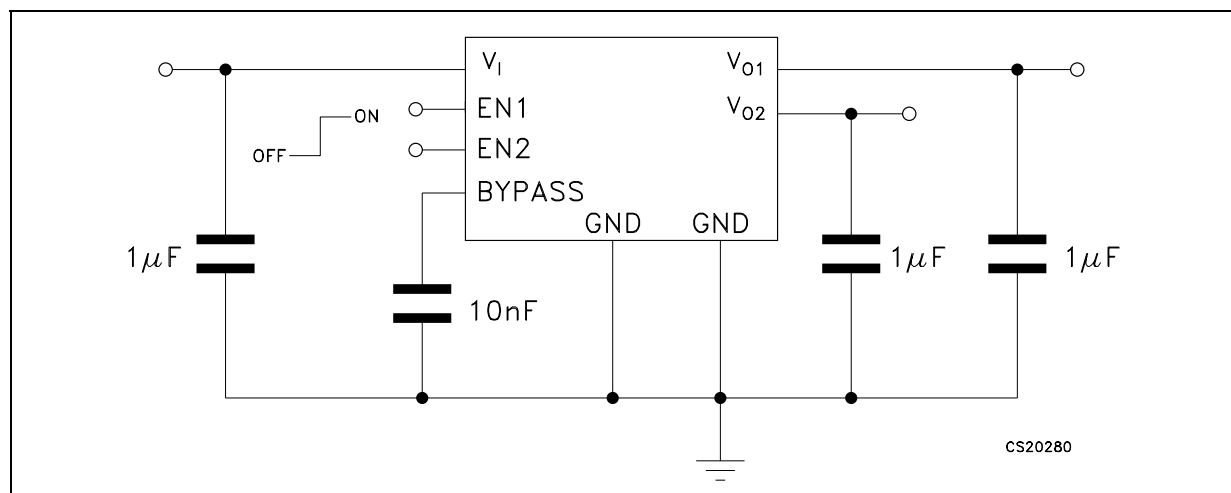 V_I
V_O1
EN1
V_O2
ON
OFF
EN2
BYPASS
GND
GND
1μF
1μF
1μF
10nF
CS20280